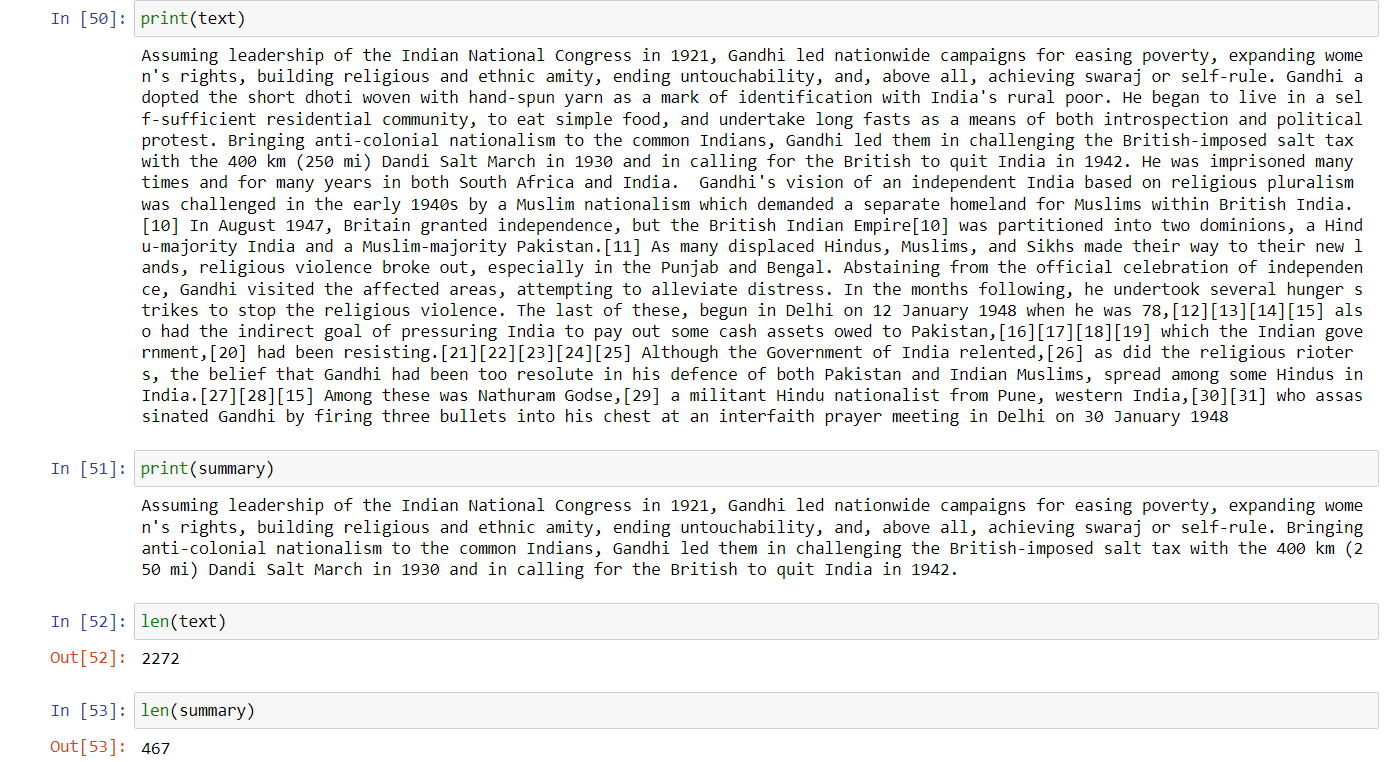 In [50]: print(text)
Assuming leadership of the Indian National Congress in 1921, Gandhi led nationwide campaigns for easing poverty, expanding wome
n's rights, building religious and ethnic amity, ending untouchability, and, above all, achieving swaraj or self-rule. Gandhi a
dopted the short dhoti woven with hand-spun yarn as a mark of identification with India's rural poor. He began to live in a sel
f-sufficient residential community, to eat simple food, and undertake long fasts as a means of both introspection and political
protest. Bringing anti-colonial nationalism to the common Indians, Gandhi led them in challenging the British-imposed salt tax
with the 400 km (250 mi) Dandi Salt March in 1930 and in calling for the British to quit India in 1942. He was imprisoned many
times and for many years in both South Africa and India.  Gandhi's vision of an independent India based on religious pluralism
was challenged in the early 1940s by a Muslim nationalism which demanded a separate homeland for Muslims within British India.
[10] In August 1947, Britain granted independence, but the British Indian Empire[10] was partitioned into two dominions, a Hind
u-majority India and a Muslim-majority Pakistan.[11] As many displaced Hindus, Muslims, and Sikhs made their way to their new l
ands, religious violence broke out, especially in the Punjab and Bengal. Abstaining from the official celebration of independen
ce, Gandhi visited the affected areas, attempting to alleviate distress. In the months following, he undertook several hunger s
trikes to stop the religious violence. The last of these, begun in Delhi on 12 January 1948 when he was 78,[12][13][14][15] als
o had the indirect goal of pressuring India to pay out some cash assets owed to Pakistan,[16][17][18][19] which the Indian gove
rnment,[20] had been resisting.[21][22][23][24][25] Although the Government of India relented,[26] as did the religious rioter
s, the belief that Gandhi had been too resolute in his defence of both Pakistan and Indian Muslims, spread among some Hindus in
India.[27][28][15] Among these was Nathuram Godse,[29] a militant Hindu nationalist from Pune, western India,[30][31] who assas
sinated Gandhi by firing three bullets into his chest at an interfaith prayer meeting in Delhi on 30 January 1948
In [51]: print(summary)
Assuming leadership of the Indian National Congress in 1921, Gandhi led nationwide campaigns for easing poverty, expanding wome
n's rights, building religious and ethnic amity, ending untouchability, and, above all, achieving swaraj or self-rule. Bringing
anti-colonial nationalism to the common Indians, Gandhi led them in challenging the British-imposed salt tax with the 400 km (2
50 mi) Dandi Salt March in 1930 and in calling for the British to quit India in 1942.
In [52]: len(text)
Out[52]: 2272
In [53]: len(summary)
Out[53]: 467